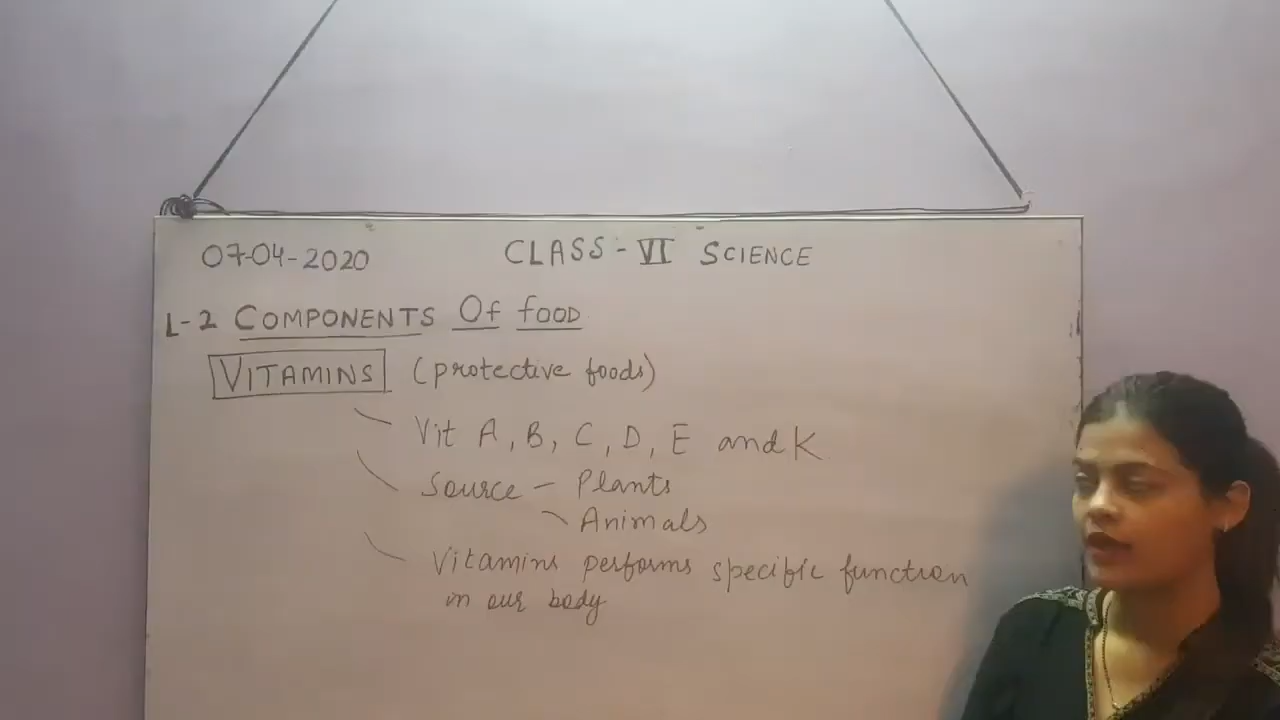 07-04-2020 CLASS - VI SCIENCE
L-2 COMPONENTS Of fOOD
VITAMINS (protective foods)
Vit A, B, C, D, E and K
Source - Plants
Animals
Vitamins performs specific function
in our body